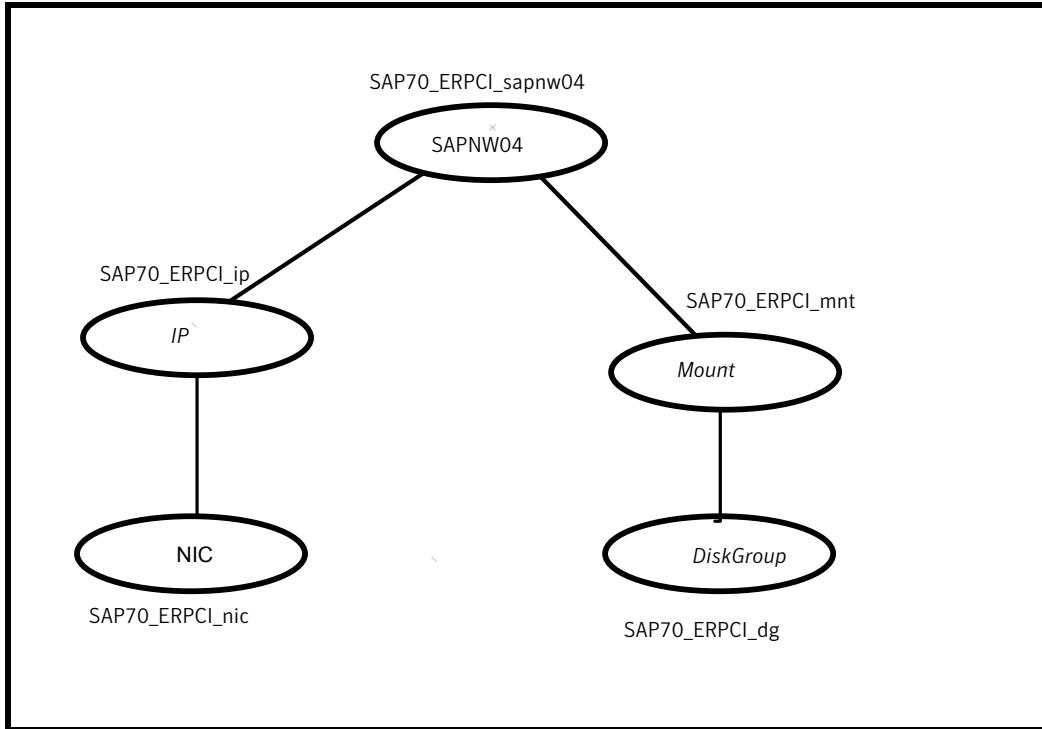 SAP70_ERPCI_sapnw04
SAPNW04
SAP70_ERPCI_ip
IP
SAP70_ERPCI_mnt
Mount
NIC
SAP70_ERPCI_nic
DiskGroup
SAP70_ERPCI_dg